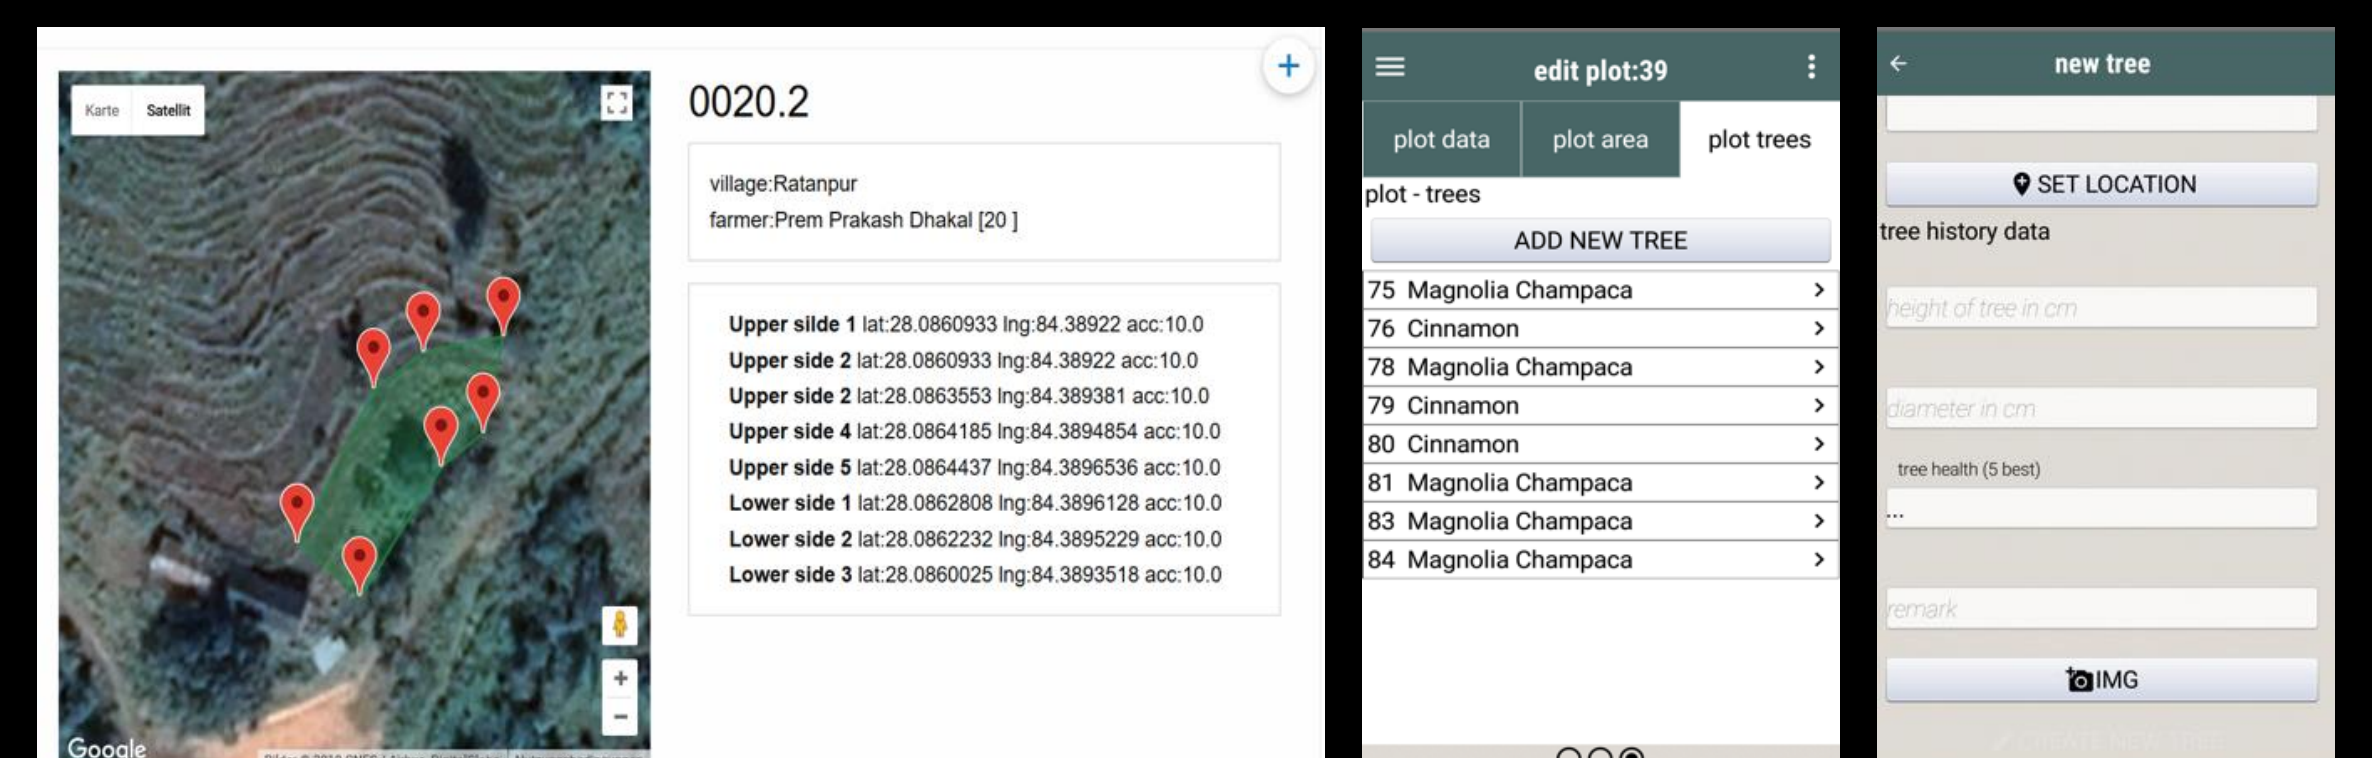 Karte Satellit
Google
0020.2
village:Ratanpur
farmer:Prem Prakash Dhakal [20 ]
Upper silde 1 lat:28.0860933 lng:84.38922 acc:10.0
Upper side 2 lat:28.0860933 lng:84.38922 acc:10.0
Upper side 2 lat:28.0863553 lng:84.389381 acc:10.0
Upper side 4 lat:28.0864185 lng:84.3894854 acc:10.0
Upper side 5 lat:28.0864437 lng:84.3896536 acc:10.0
Lower side 1 lat:28.0862808 lng:84.3896128 acc:10.0
Lower side 2 lat:28.0862232 lng:84.3895229 acc:10.0
Lower side 3 lat:28.0860025 lng:84.3893518 acc:10.0
edit plot:39
plot data plot area plot trees
plot - trees
ADD NEW TREE
75 Magnolia Champaca
76 Cinnamon
78 Magnolia Champaca
79 Cinnamon
80 Cinnamon
81 Magnolia Champaca
83 Magnolia Champaca
84 Magnolia Champaca
new tree
SET LOCATION
tree history data
height of tree in cm
diameter in cm
tree health (5 best)
...
remark
IMG
CREATE NEW TREE